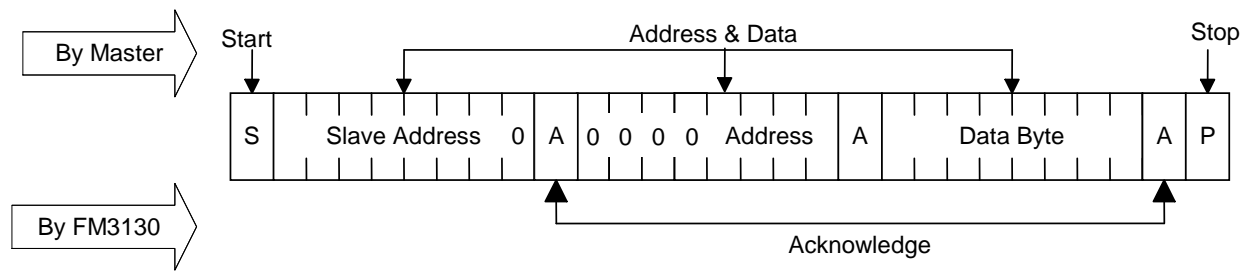 By Master
Start
Address & Data
Stop
S Slave Address 0 A 0 0 0 0 Address A Data Byte A P
By FM3130
Acknowledge